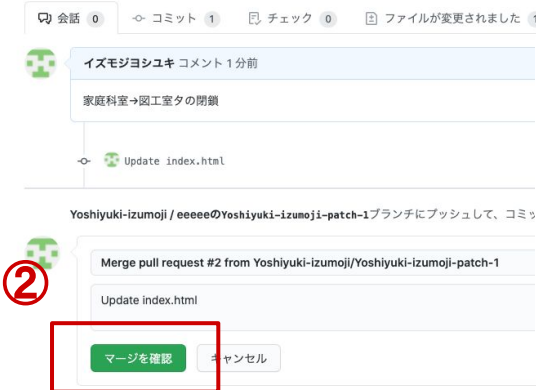 会話 0 コミット 1 チェック 0 ファイルが変更されました 1
イズモジヨシユキ コメント 1 分前
家庭科室→図工室タの閉鎖
Update index.html
Yoshiyuki-izumoji / eeeeeのYoshiyuki-izumoji-patch-1ブランチにプッシュして、コミッ
②
Merge pull request #2 from Yoshiyuki-izumoji/Yoshiyuki-izumoji-patch-1
Update index.html
マージを確認 キャンセル